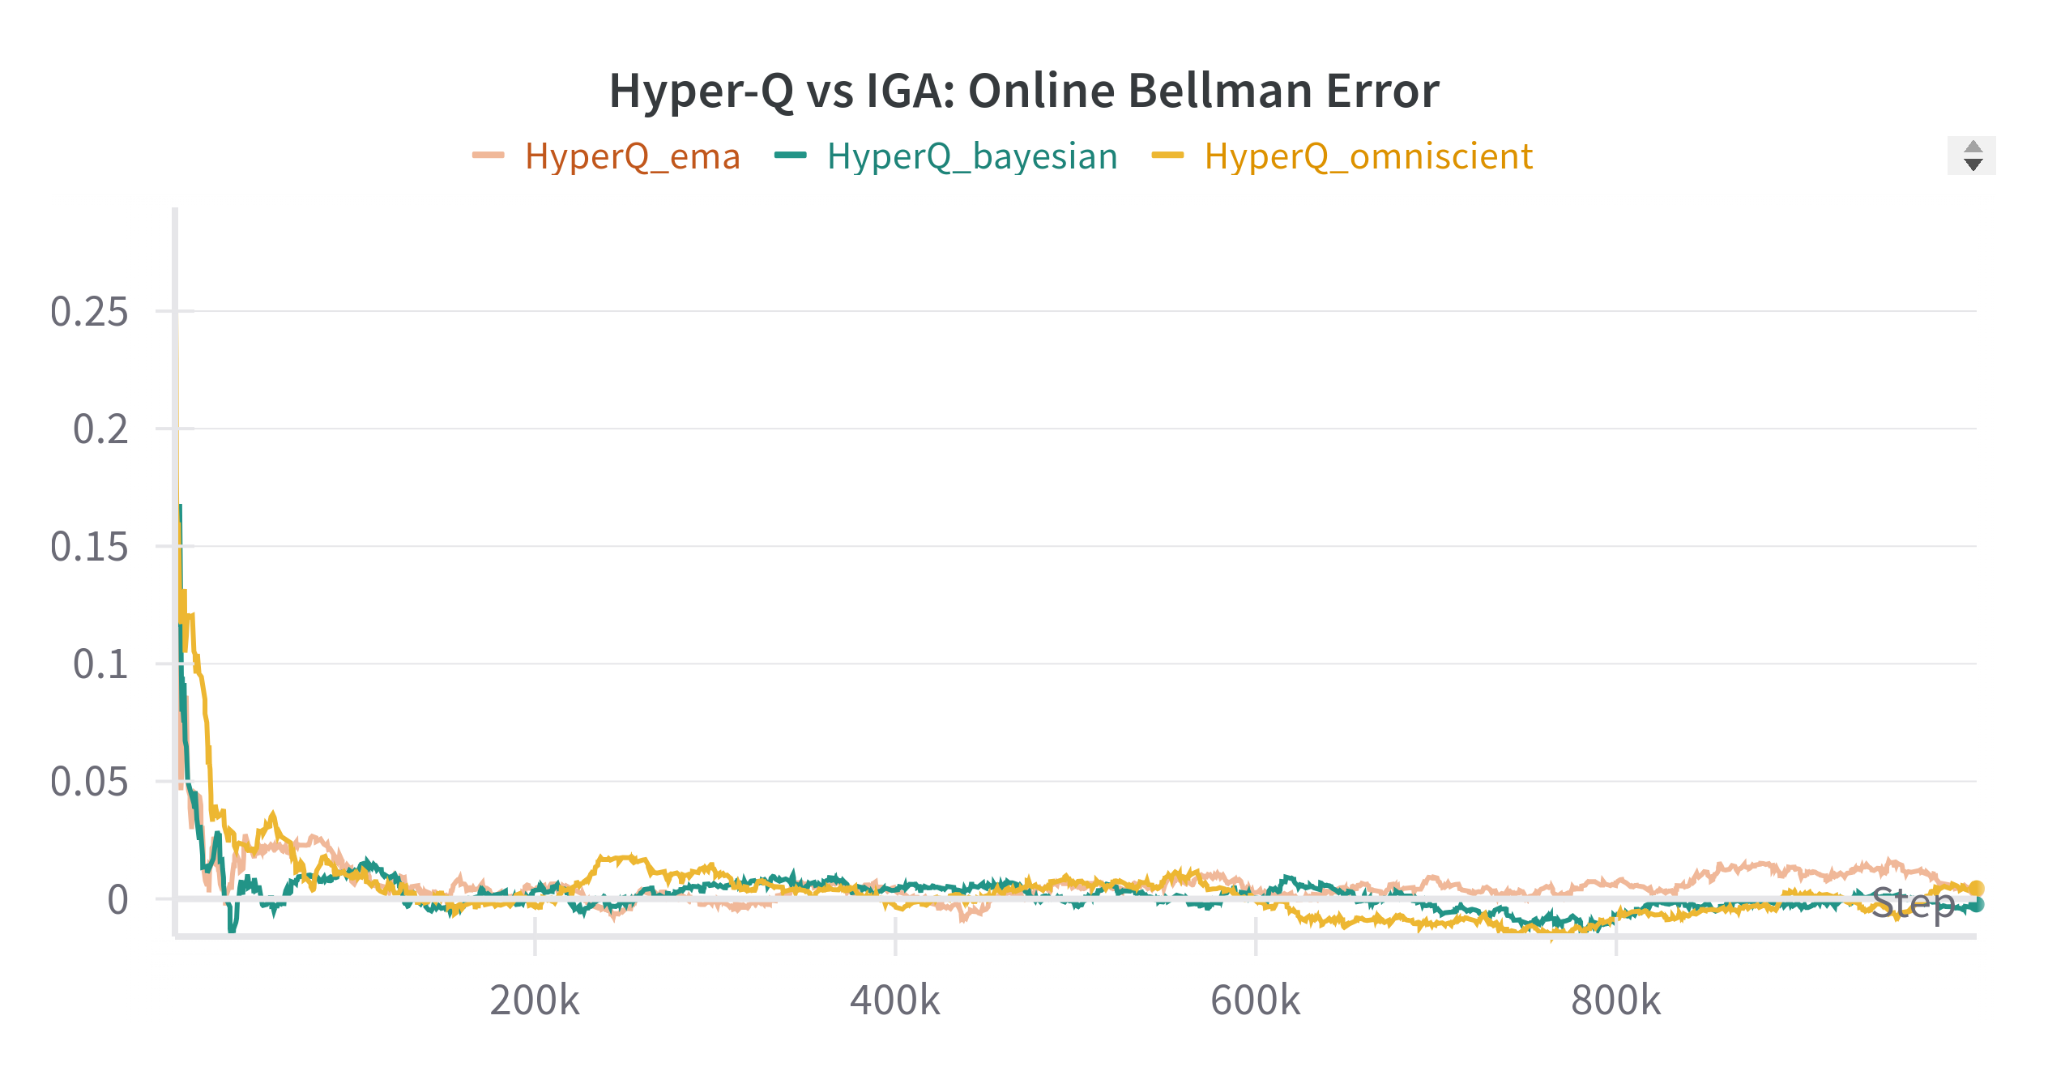 Hyper-Q vs IGA: Online Bellman Error
HyperQ_ema HyperQ_bayesian HyperQ_omniscient
0.25
0.2
0.15
0.1
0.05
0
Step
200k 400k 600k 800k